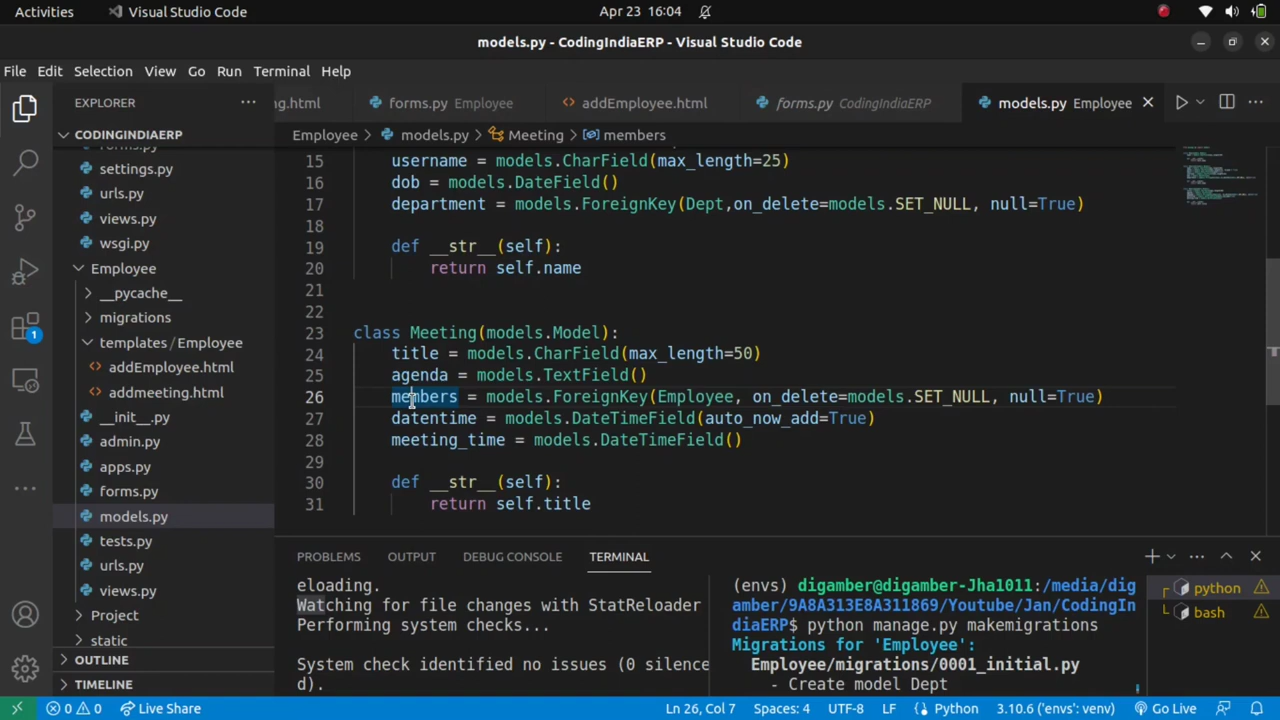 Activities Visual Studio Code Apr 23 16:04
models.py - CodingIndiaERP - Visual Studio Code
File Edit Selection View Go Run Terminal Help
EXPLORER ··· ng.html forms.py Employee addEmployee.html forms.py CodingIndiaERP models.py Employee
CODINGINDIAERP
Employee > models.py > Meeting > members
settings.py
urls.py
views.py
wsgi.py
Employee
__pycache__
migrations
templates / Employee
addEmployee.html
addmeeting.html
__init__.py
admin.py
apps.py
forms.py
models.py
tests.py
urls.py
views.py
Project
static
OUTLINE
TIMELINE
1
15 username = models.CharField(max_length=25)
16 dob = models.DateField()
17 department = models.ForeignKey(Dept,on_delete=models.SET_NULL, null=True)
18
19 def __str__(self):
20 return self.name
21
22
23 class Meeting(models.Model):
24 title = models.CharField(max_length=50)
25 agenda = models.TextField()
26 members = models.ForeignKey(Employee, on_delete=models.SET_NULL, null=True)
27 datentime = models.DateTimeField(auto_now_add=True)
28 meeting_time = models.DateTimeField()
29
30 def __str__(self):
31 return self.title
PROBLEMS OUTPUT DEBUG CONSOLE TERMINAL
eloading.
Watching for file changes with StatReloader
Performing system checks...
System check identified no issues (0 silence
d).
(envs) digamber@digamber-Jha1011:/media/dig
amber/9A8A313E8A311869/Youtube/Jan/CodingIn
diaERP$ python manage.py makemigrations
Migrations for 'Employee':
Employee/migrations/0001_initial.py
- Create model Dept
python
bash
0 0 Live Share Ln 26, Col 7 Spaces: 4 UTF-8 LF Python 3.10.6 ('envs': venv) Go Live